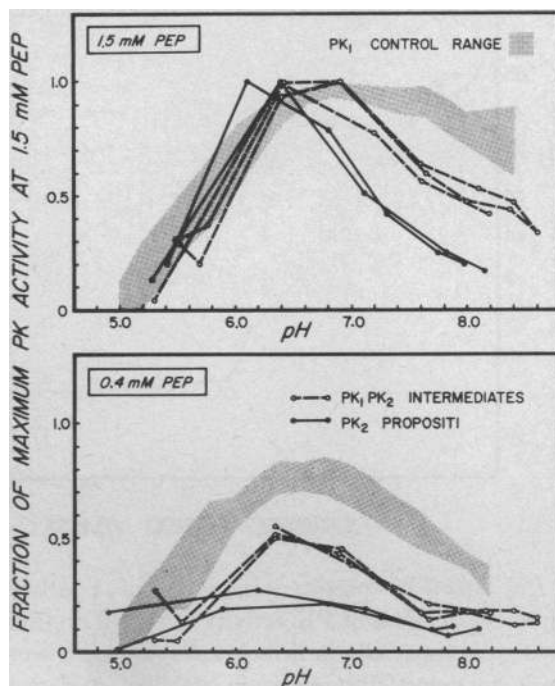 1.5 mM PEP
PK₁ CONTROL RANGE
1.0
0.5
0
5.0 6.0 7.0 8.0
pH
0.4 mM PEP
PK₁PK₂ INTERMEDIATES
PK₂ PROPOSITI
1.0
0.5
0
5.0 6.0 7.0 8.0
pH
FRACTION OF MAXIMUM PK ACTIVITY AT 1.5 mM PEP